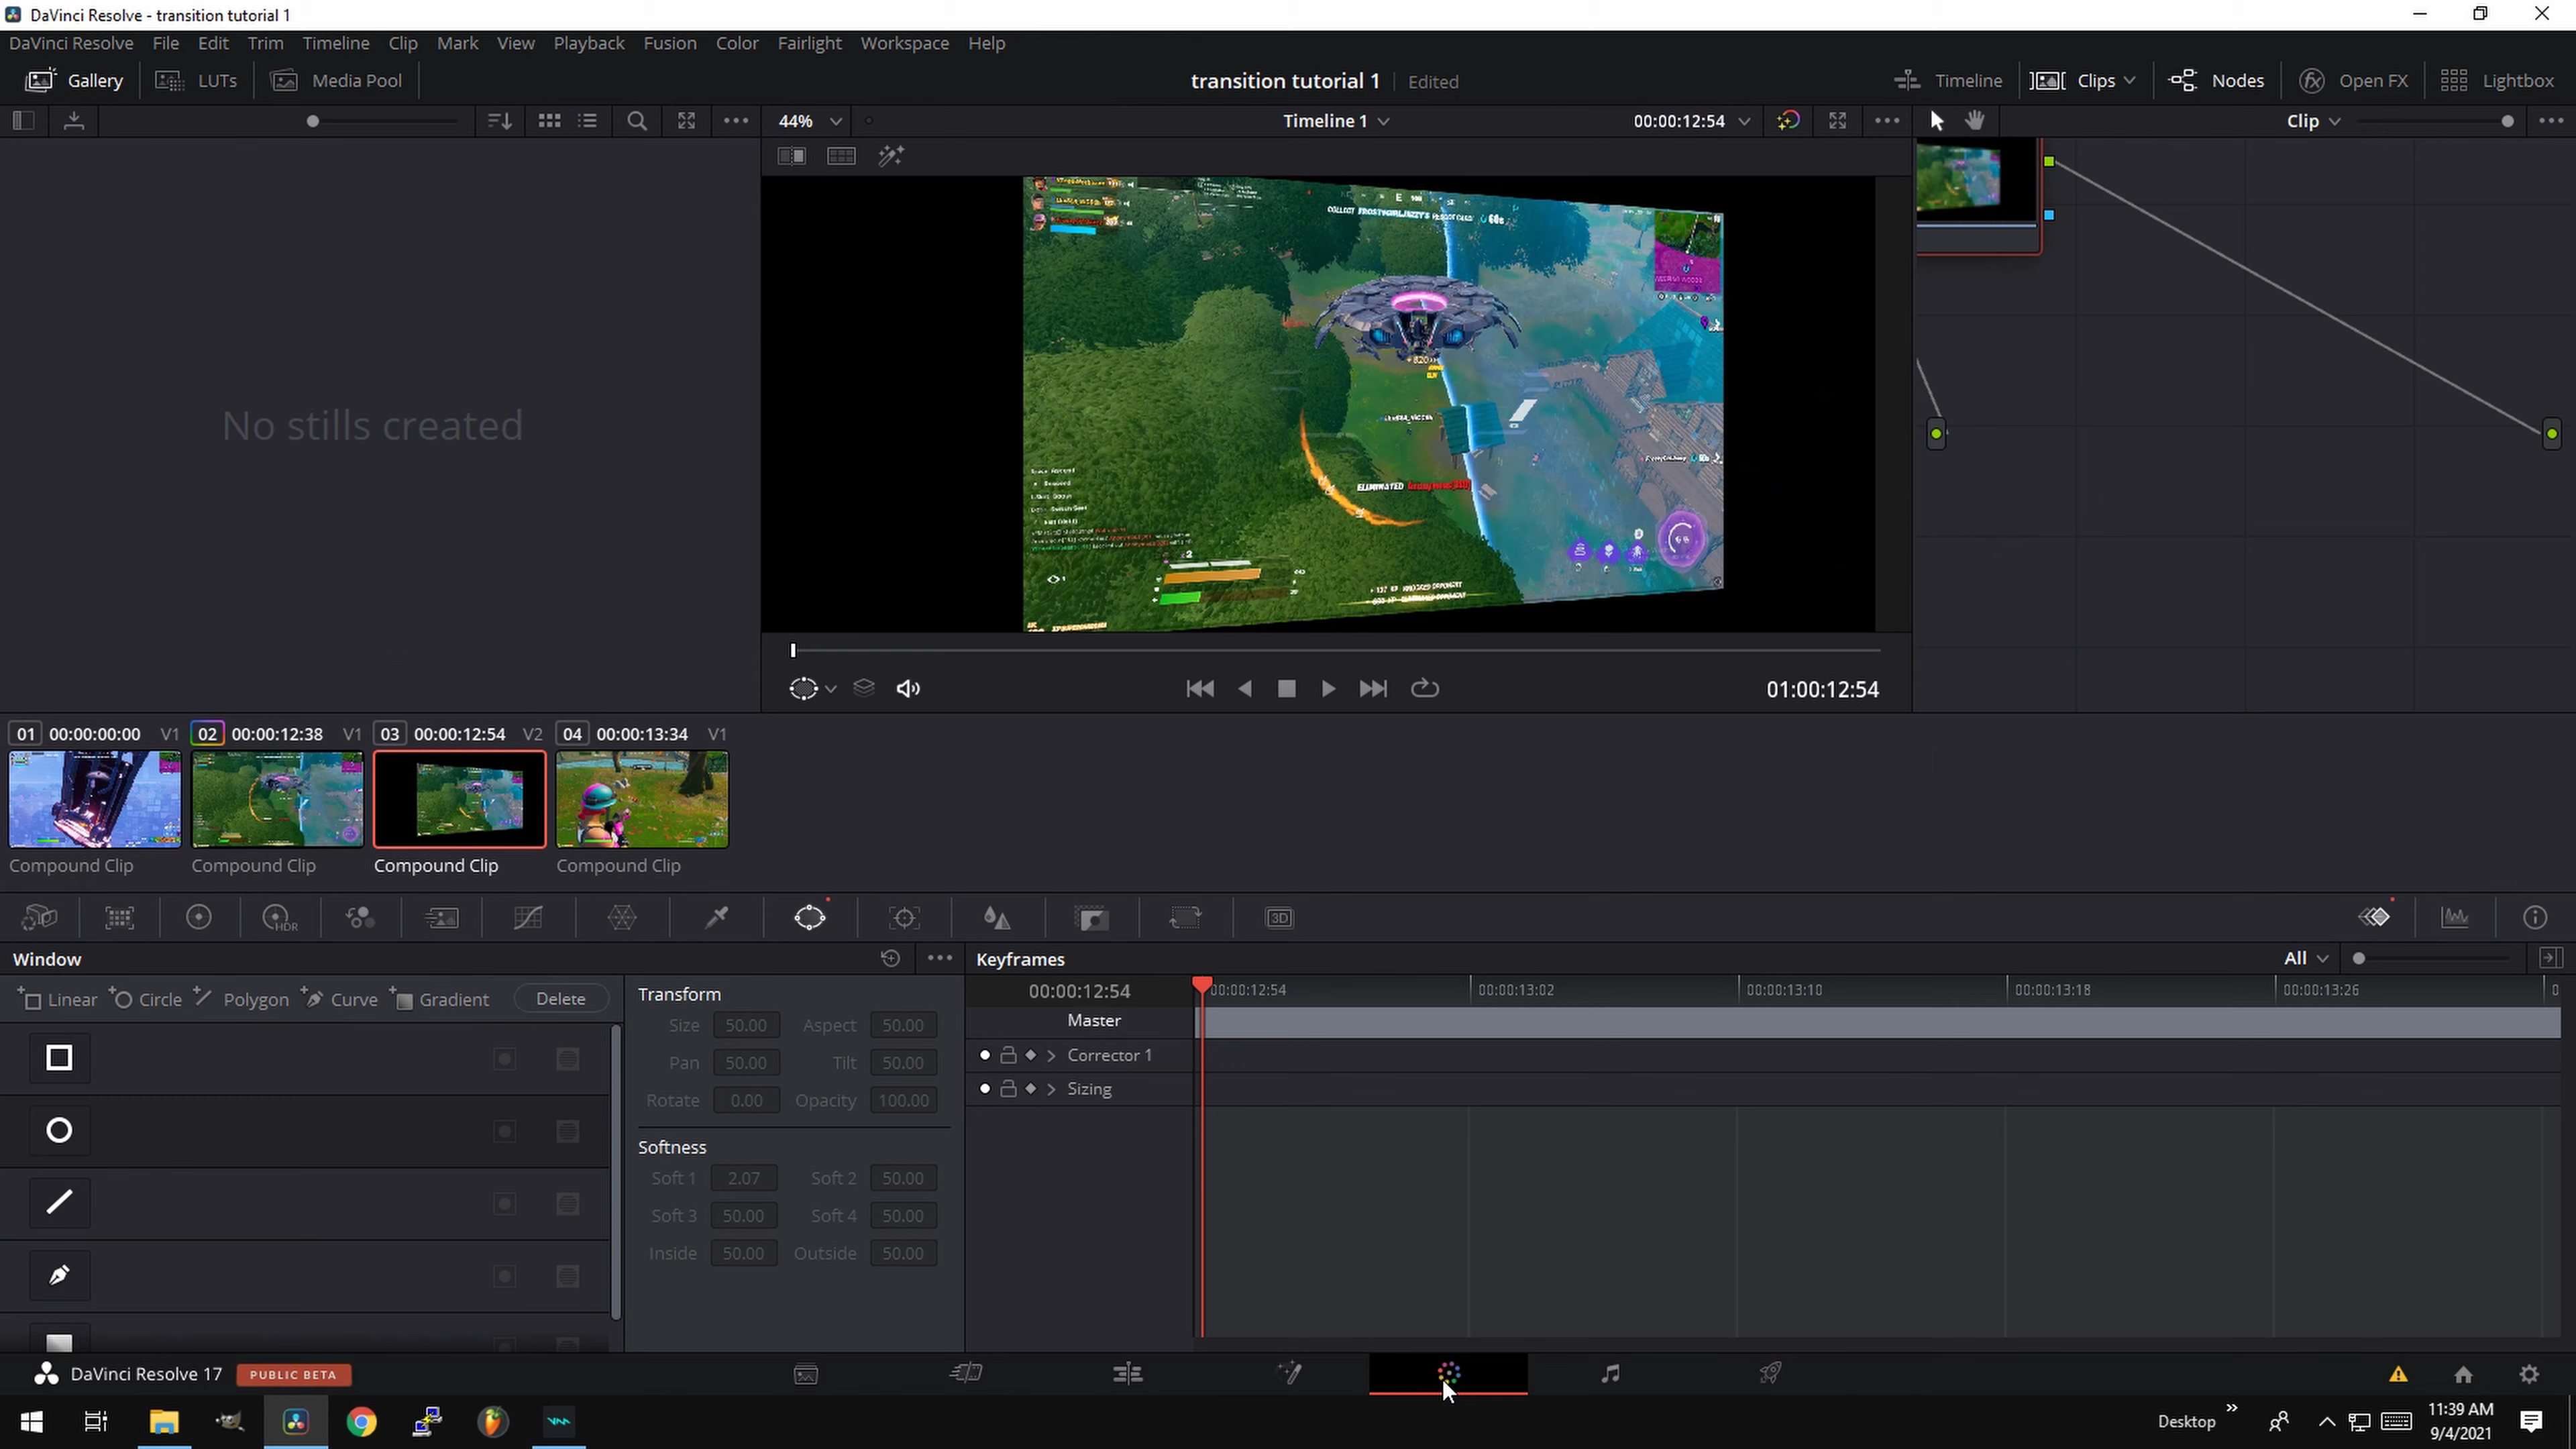 DaVinci Resolve - transition tutorial 1
DaVinci Resolve File Edit Trim Timeline Clip Mark View Playback Fusion Color Fairlight Workspace Help
Gallery LUTs Media Pool transition tutorial 1 Edited Timeline Clips Nodes Open FX Lightbox
44% Timeline 1 00:00:12:54 Clip
No stills created
COLLECT FROSTYGIRLJAZZY'S REBOOT CARD 60s
ELIMINATED
01:00:12:54
01 00:00:00:00 V1 02 00:00:12:38 V1 03 00:00:12:54 V2 04 00:00:13:34 V1
Compound Clip Compound Clip Compound Clip Compound Clip
HDR 3D
Window Keyframes All
Linear Circle Polygon Curve Gradient Delete
Transform
Size 50.00 Aspect 50.00
Pan 50.00 Tilt 50.00
Rotate 0.00 Opacity 100.00
Softness
Soft 1 2.07 Soft 2 50.00
Soft 3 50.00 Soft 4 50.00
Inside 50.00 Outside 50.00
00:00:12:54 00:00:12:54 00:00:13:02 00:00:13:10 00:00:13:18 00:00:13:26 0
Master
Corrector 1
Sizing
DaVinci Resolve 17 PUBLIC BETA
Desktop 11:39 AM
9/4/2021